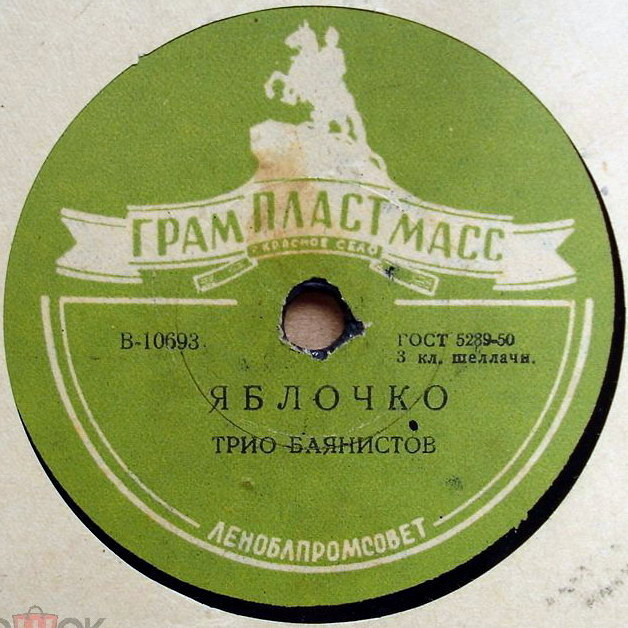 ГРАМПЛАСТМАСС
г. КРАСНОЕ СЕЛО
В-10693
ГОСТ 5289-50
3 кл. шеллачн.
ЯБЛОЧКО
ТРИО БАЯНИСТОВ
ЛЕНОБЛПРОМСОВЕТ